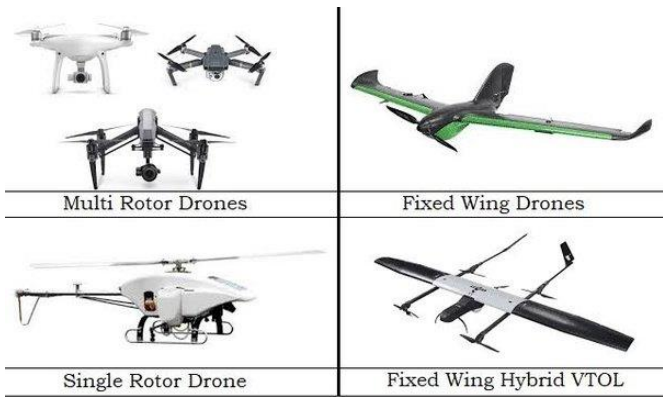 Multi Rotor Drones
Fixed Wing Drones
Single Rotor Drone
Fixed Wing Hybrid VTOL